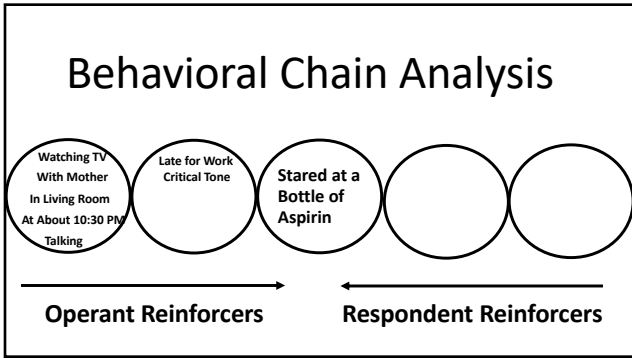 Behavioral Chain Analysis
Watching TV
With Mother
In Living Room
At About 10:30 PM
Talking
Late for Work
Critical Tone
Stared at a
Bottle of
Aspirin
Operant Reinforcers
Respondent Reinforcers